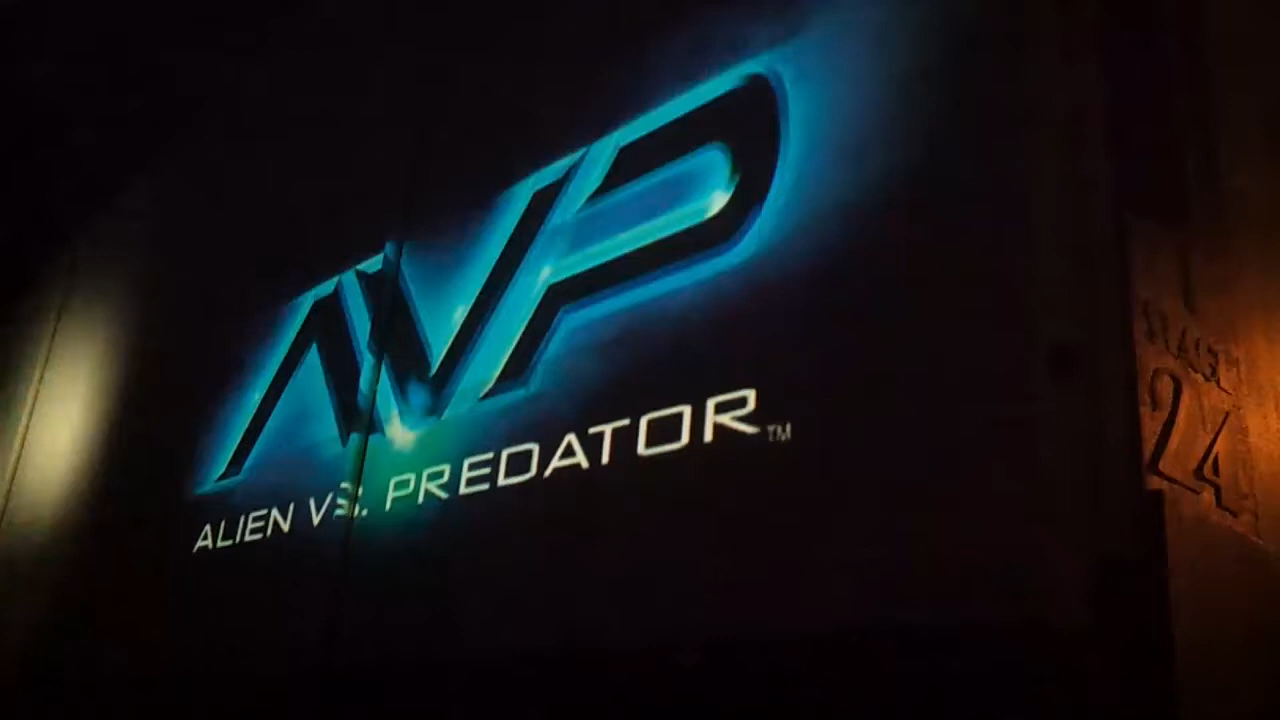 AVP
ALIEN VS. PREDATOR™
STAGE
24